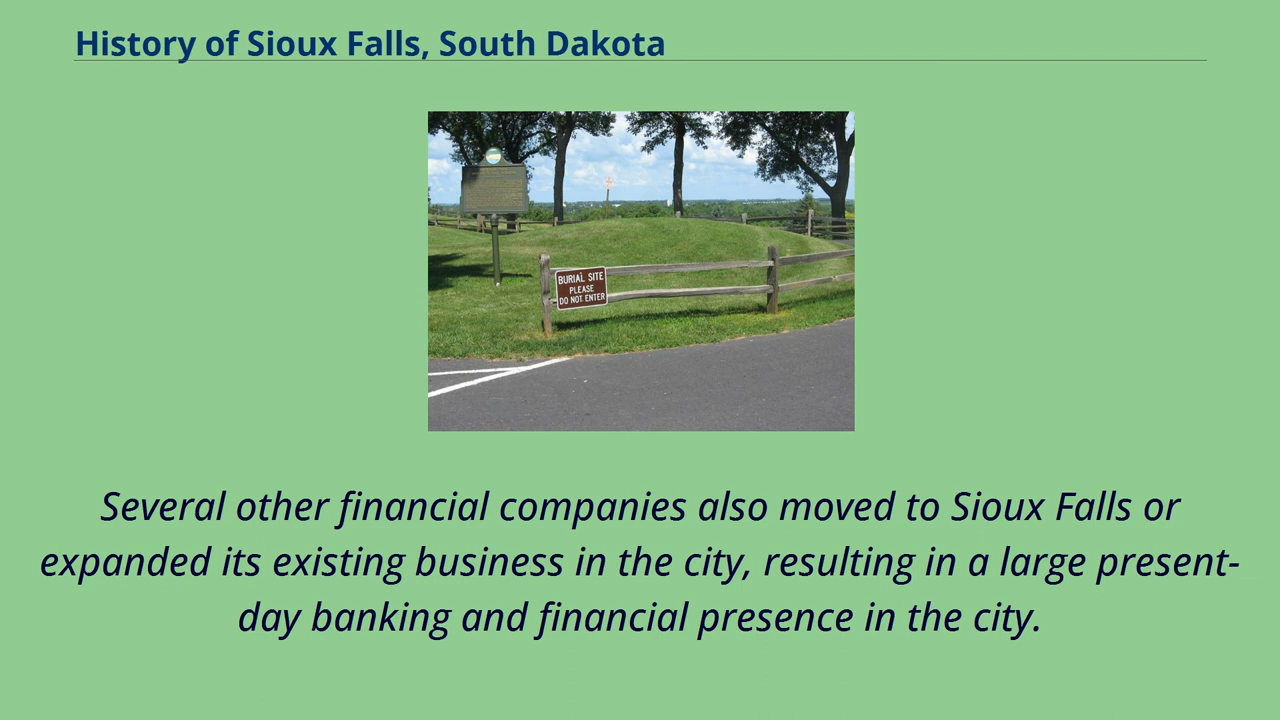 History of Sioux Falls, South Dakota
BURIAL SITE
PLEASE
DO NOT ENTER
Several other financial companies also moved to Sioux Falls or
expanded its existing business in the city, resulting in a large present-
day banking and financial presence in the city.